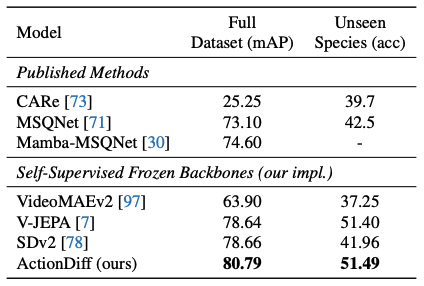 Model Full Dataset (mAP) Unseen Species (acc)
Published Methods
CARe [73] 25.25 39.7
MSQNet [71] 73.10 42.5
Mamba-MSQNet [30] 74.60 -
Self-Supervised Frozen Backbones (our impl.)
VideoMAEv2 [97] 63.90 37.25
V-JEPA [7] 78.64 51.40
SDv2 [78] 78.66 41.96
ActionDiff (ours) 80.79 51.49